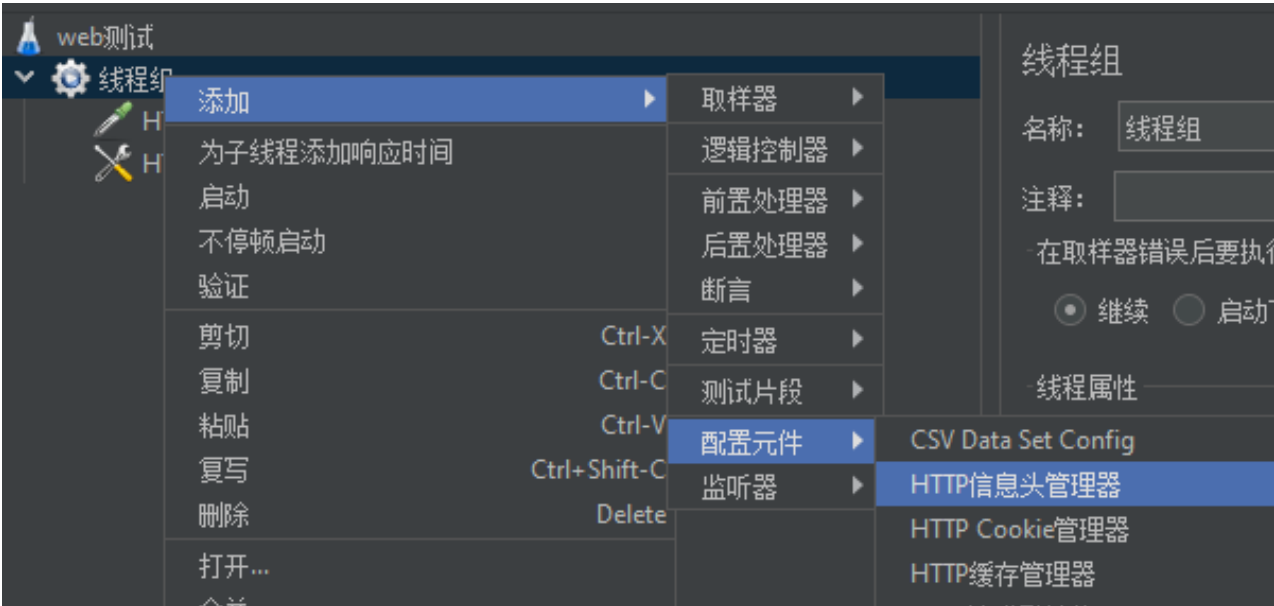 web测试
线程组
H
H
添加
为子线程添加响应时间
启动
不停顿启动
验证
剪切 Ctrl-X
复制 Ctrl-C
粘贴 Ctrl-V
复写 Ctrl+Shift-C
删除 Delete
打开...
取样器
逻辑控制器
前置处理器
后置处理器
断言
定时器
测试片段
配置元件
监听器
CSV Data Set Config
HTTP信息头管理器
HTTP Cookie管理器
HTTP缓存管理器
线程组
名称: 线程组
注释:
在取样器错误后要执行
继续 启动
线程属性